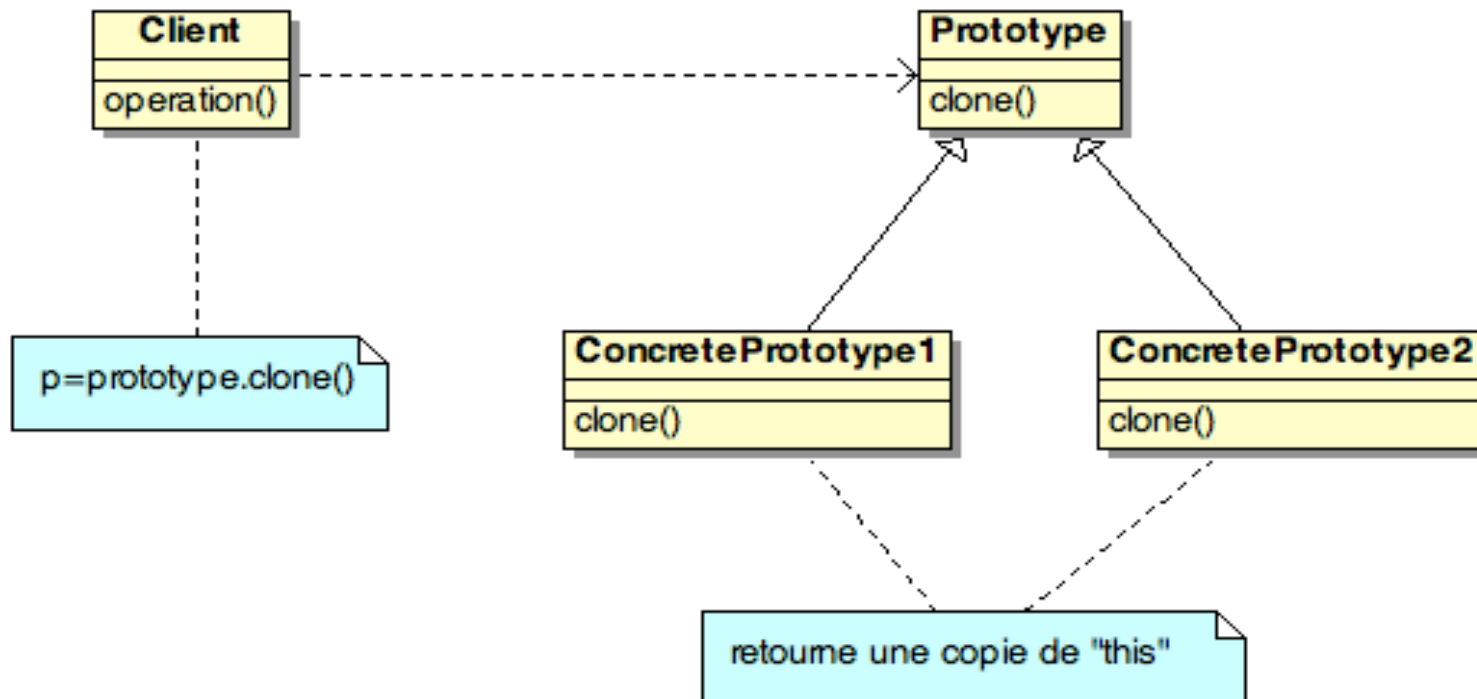 Client
operation()
Prototype
clone()
p=prototype.clone()
ConcretePrototype1
clone()
ConcretePrototype2
clone()
retourne une copie de "this"